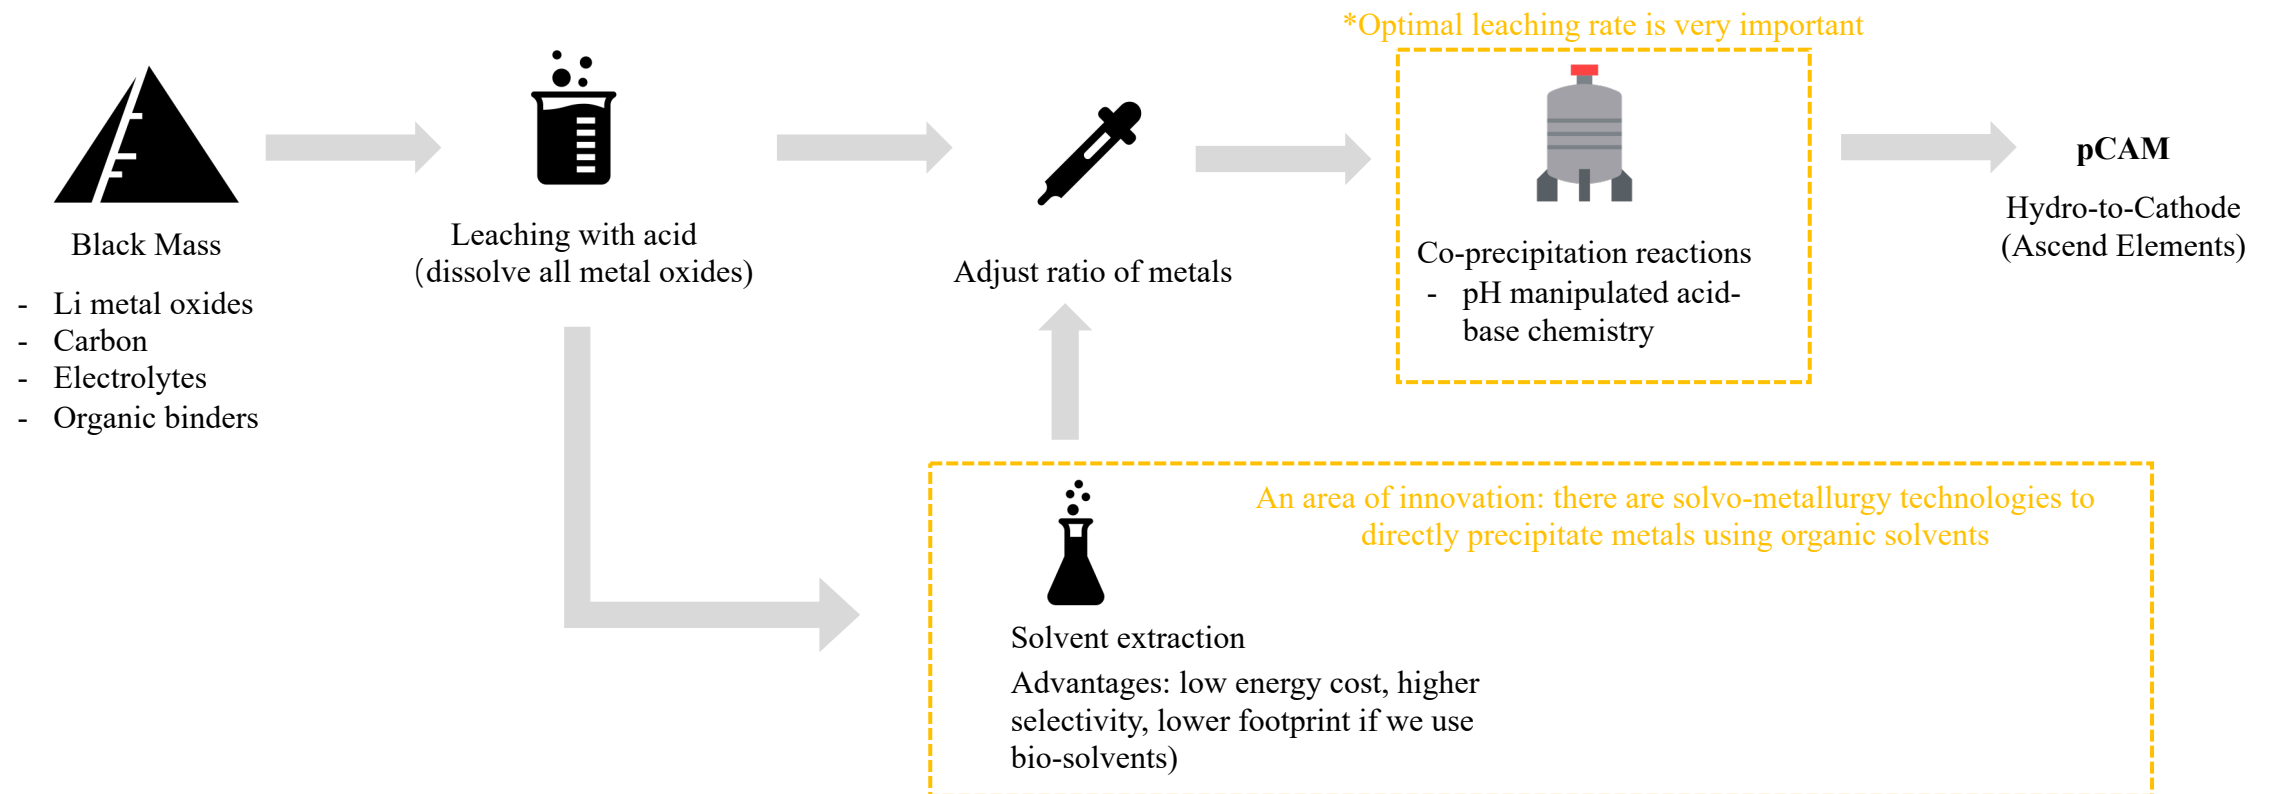 *Optimal leaching rate is very important
Black Mass
- Li metal oxides
- Carbon
- Electrolytes
- Organic binders
Leaching with acid
(dissolve all metal oxides)
Adjust ratio of metals
Co-precipitation reactions
- pH manipulated acid-
base chemistry
pCAM
Hydro-to-Cathode
(Ascend Elements)
An area of innovation: there are solvo-metallurgy technologies to
directly precipitate metals using organic solvents
Solvent extraction
Advantages: low energy cost, higher
selectivity, lower footprint if we use
bio-solvents)